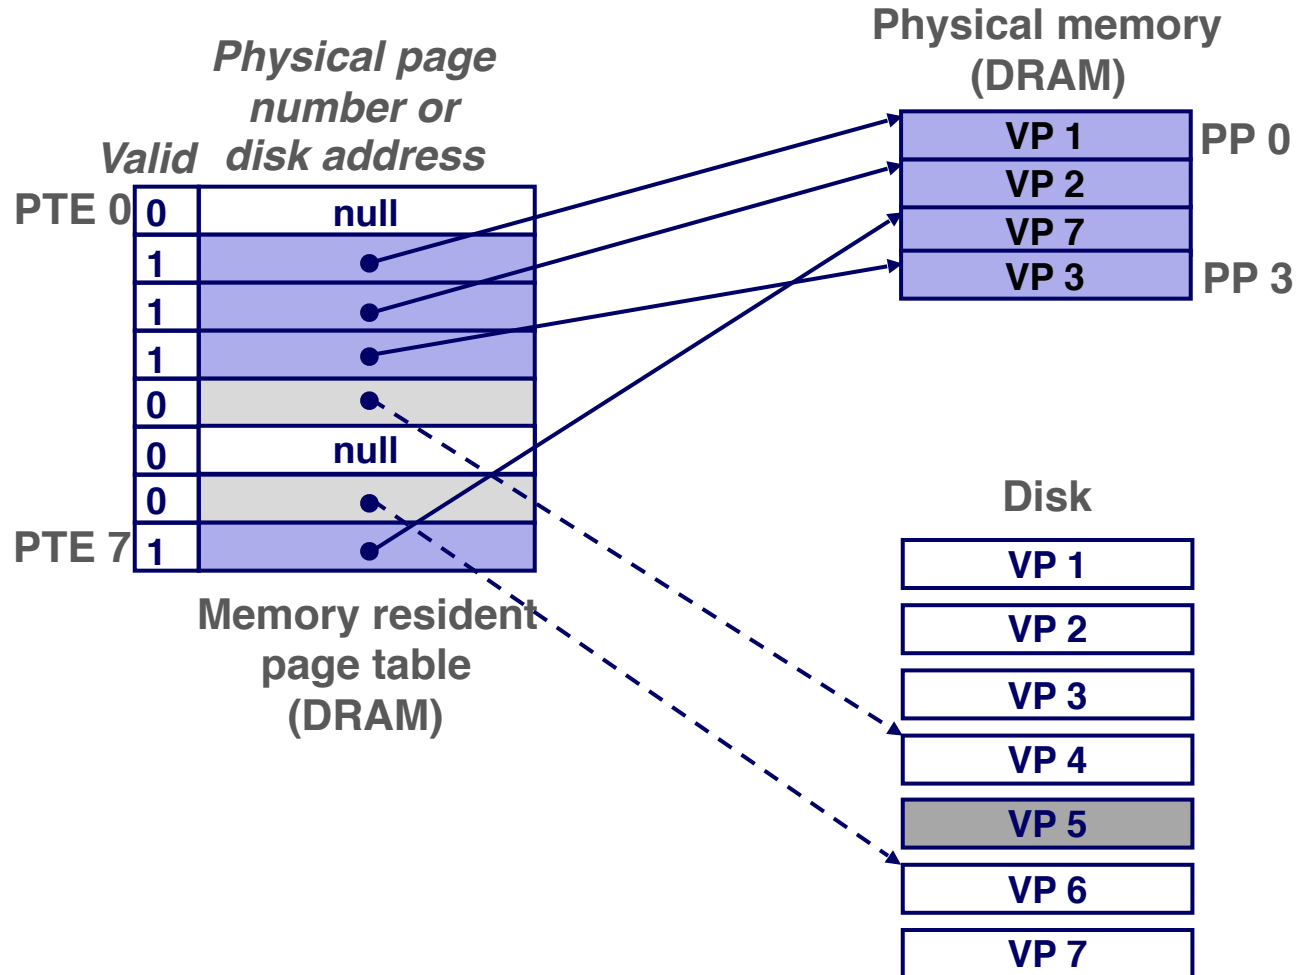 Physical page
number or
disk address
Valid
PTE 0
0
null
1
1
1
0
0
null
0
PTE 7
1
Memory resident
page table
(DRAM)
Physical memory
(DRAM)
VP 1
PP 0
VP 2
VP 7
VP 3
PP 3
Disk
VP 1
VP 2
VP 3
VP 4
VP 5
VP 6
VP 7